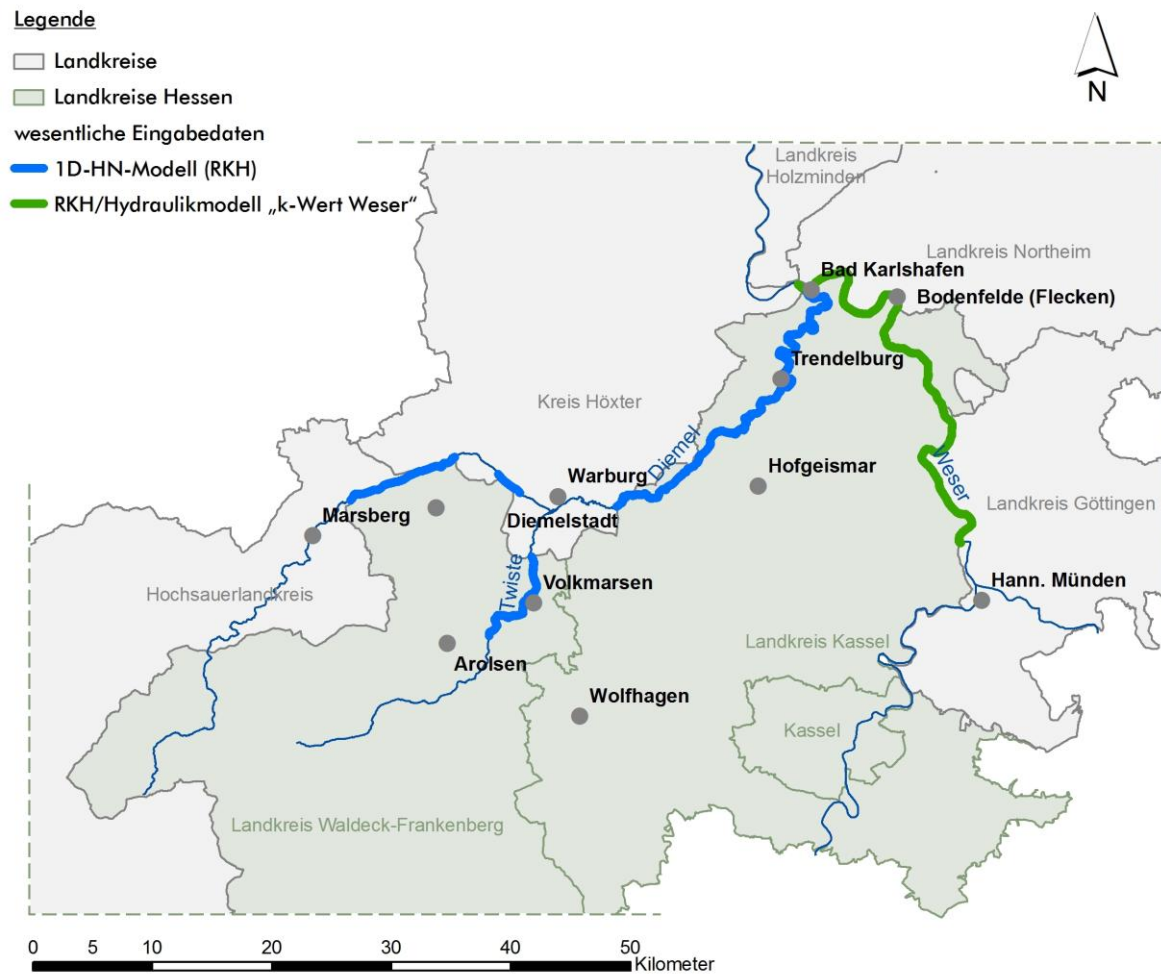 Legende
Landkreise
Landkreise Hessen
wesentliche Eingabedaten
1D-HN-Modell (RKH)
RKH/Hydraulikmodell „k-Wert Weser“
N
Landkreis
Holzminden
Landkreis Northeim
Bad Karlshafen
Bodenfelde (Flecken)
Trendelburg
Kreis Höxter
Diemel
Warburg
Hofgeismar
Weser
Marsberg
Diemelstadt
Landkreis Göttingen
Twiste
Volkmarsen
Hochsauerlandkreis
Hann. Münden
Landkreis Kassel
Arolsen
Wolfhagen
Kassel
Landkreis Waldeck-Frankenberg
0 5 10 20 30 40 50
Kilometer